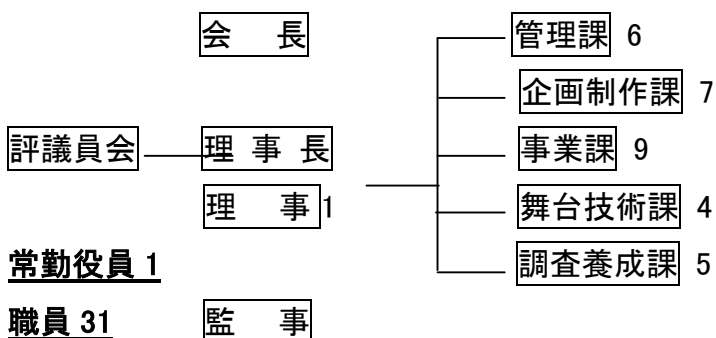 会　長　管理課 6
企画制作課 7
評議員会　理 事 長　事業課 9
理　事 1　舞台技術課 4
常勤役員 1　調査養成課 5
職員 31　監　事